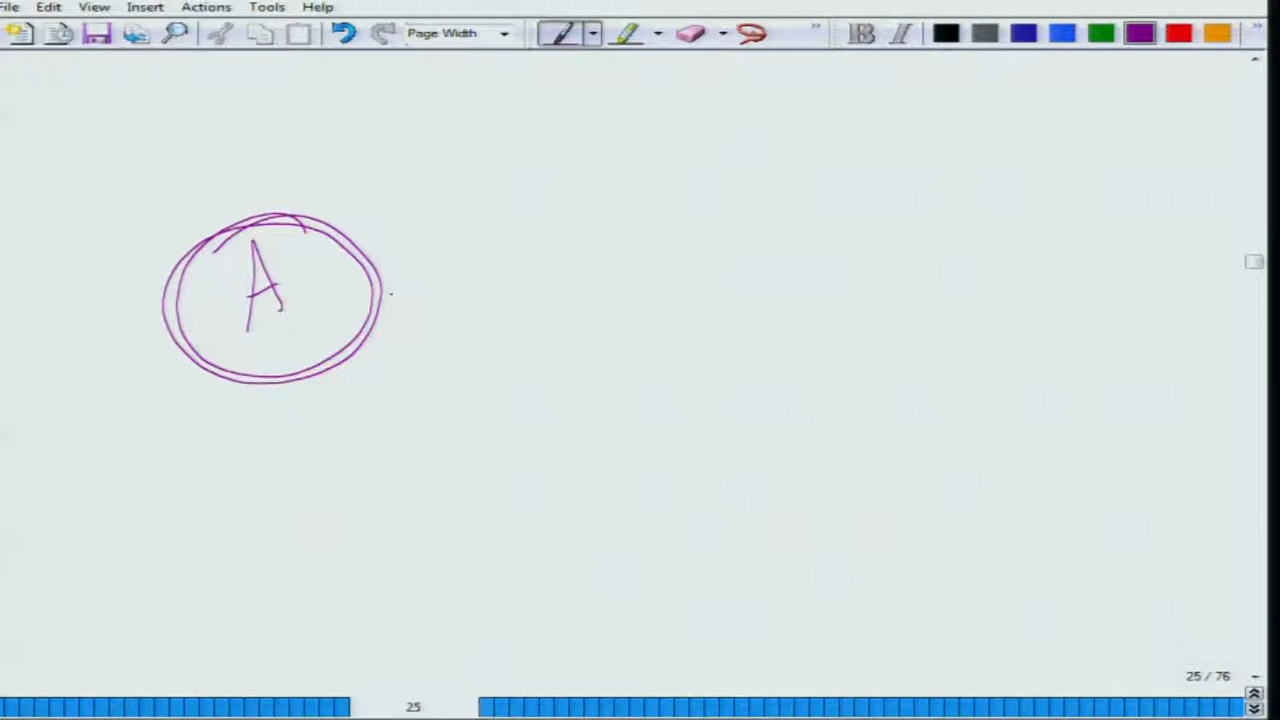 File Edit View Insert Actions Tools Help
Page Width B I
A
25 / 76
25